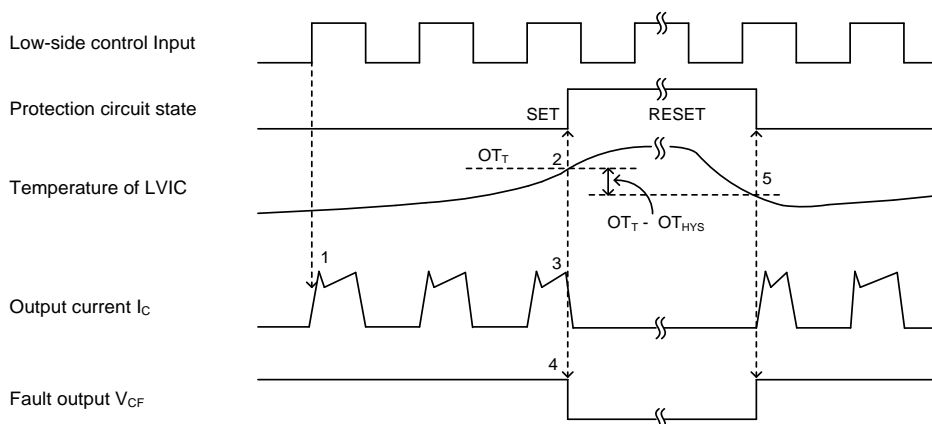 Low-side control Input
Protection circuit state
SET
RESET
OT_T
2
5
Temperature of LVIC
OT_T - OT_HYS
1
3
Output current I_C
4
Fault output V_CF